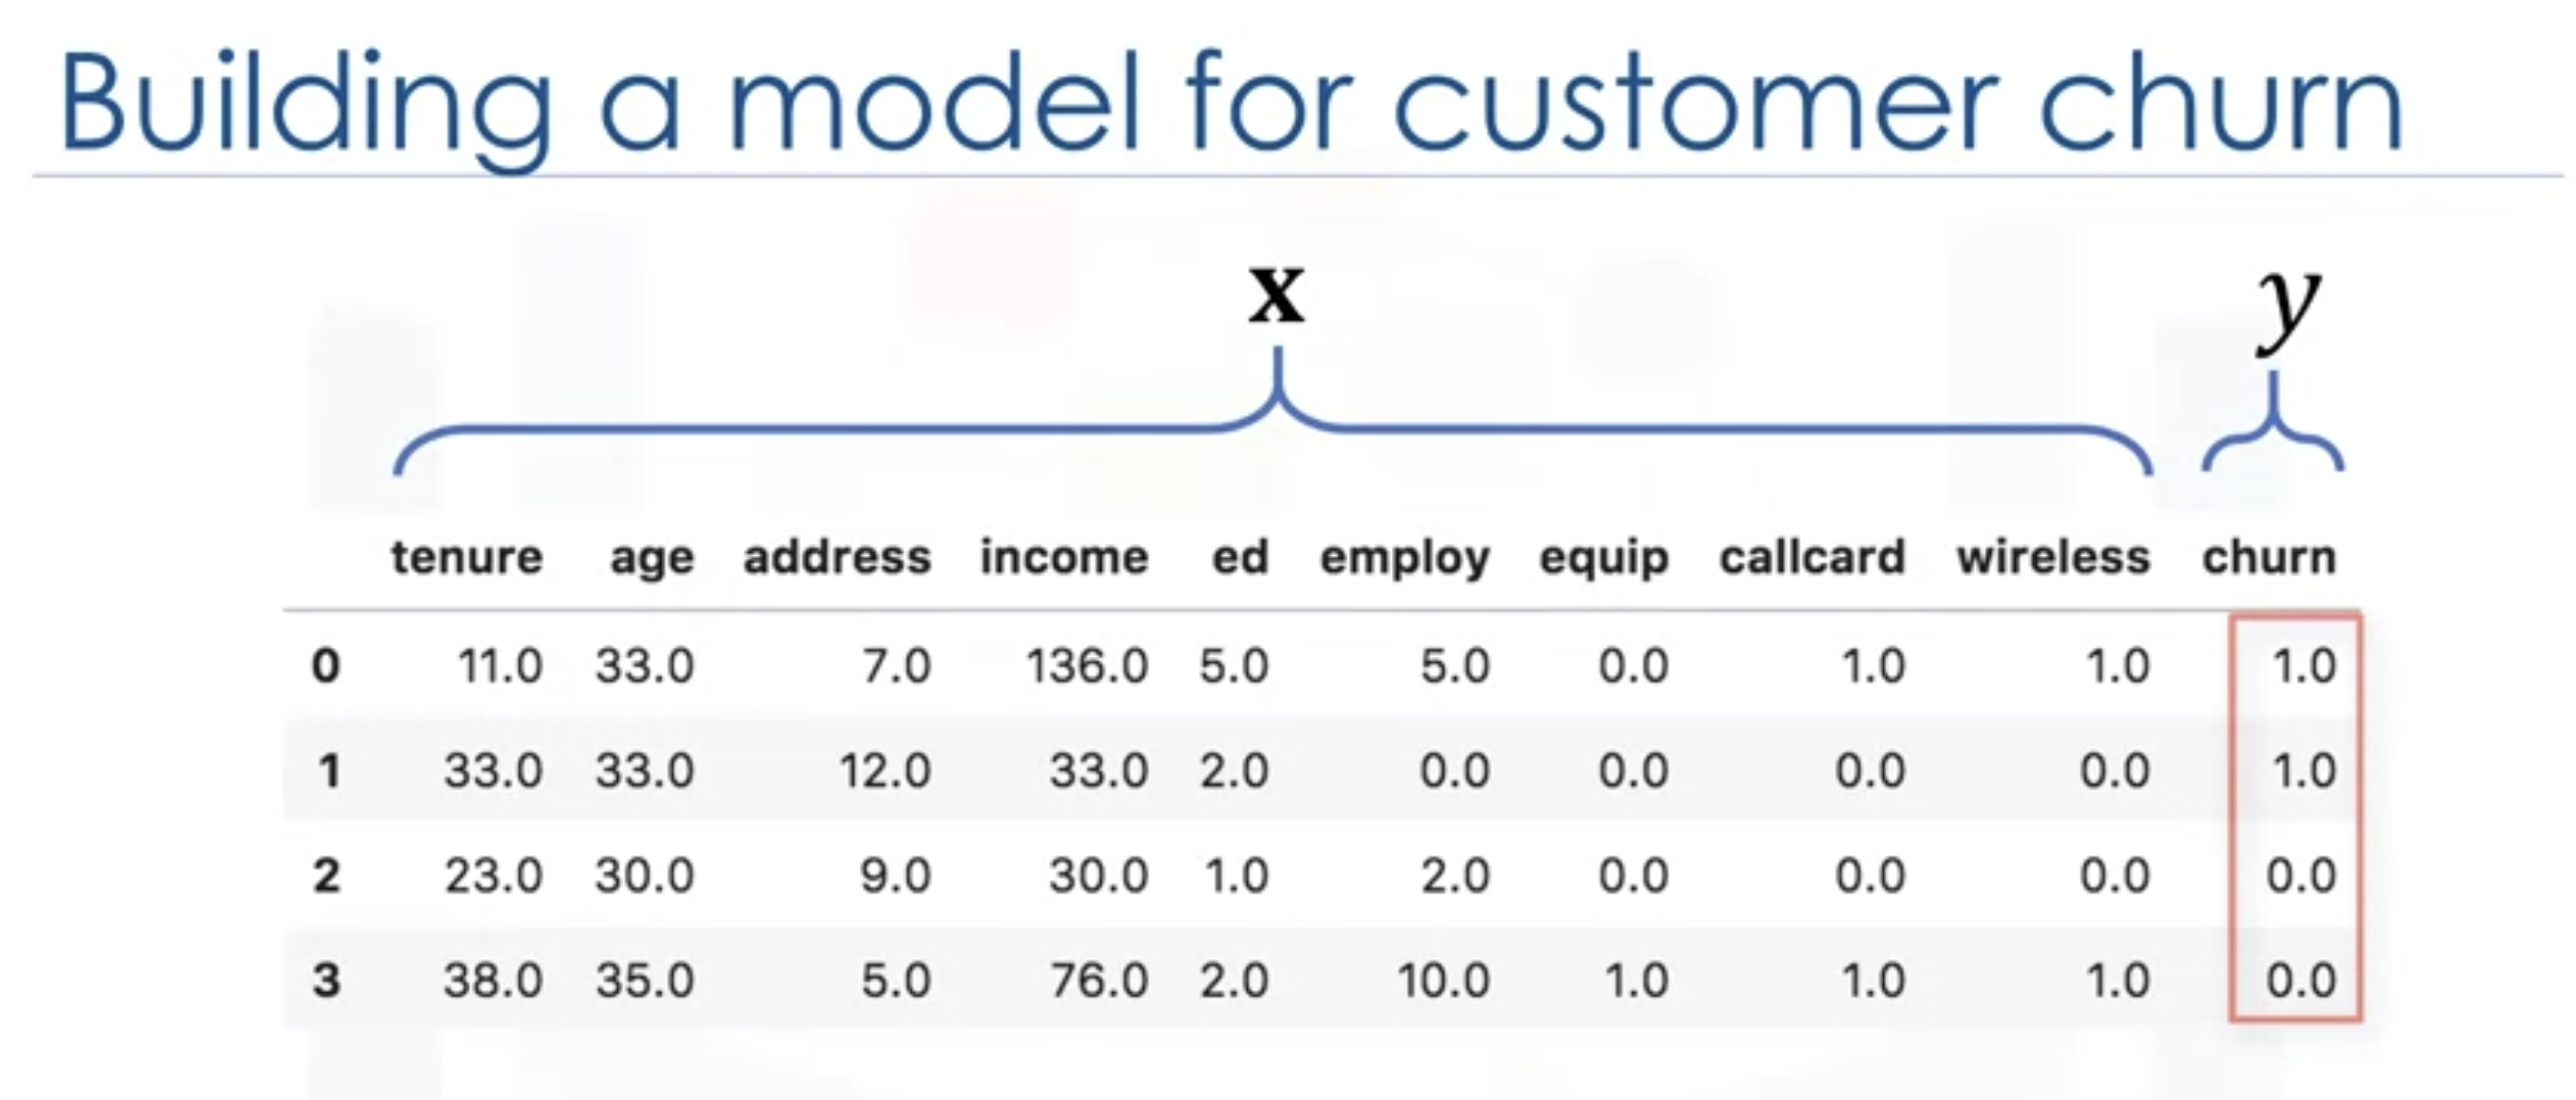 Building a model for customer churn
x y
tenure age address income ed employ equip callcard wireless churn
0 11.0 33.0 7.0 136.0 5.0 5.0 0.0 1.0 1.0 1.0
1 33.0 33.0 12.0 33.0 2.0 0.0 0.0 0.0 0.0 1.0
2 23.0 30.0 9.0 30.0 1.0 2.0 0.0 0.0 0.0 0.0
3 38.0 35.0 5.0 76.0 2.0 10.0 1.0 1.0 1.0 0.0